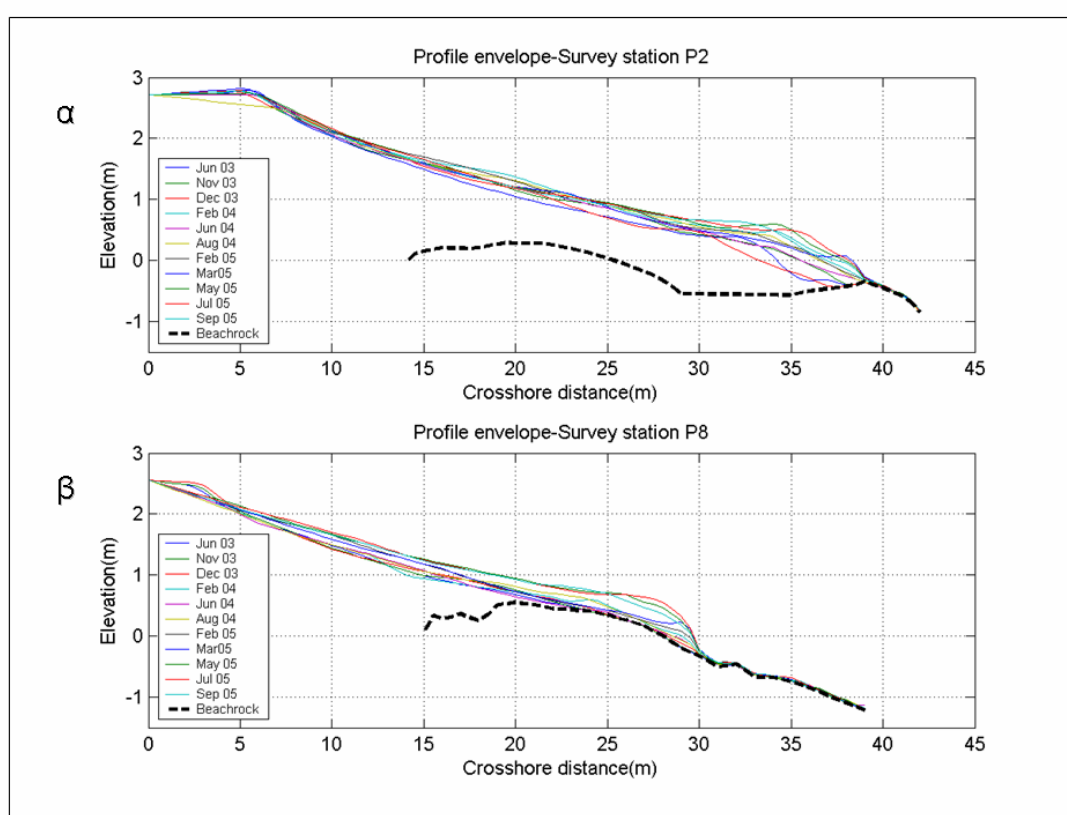 Profile envelope-Survey station P2
α
3
2
1
0
-1
Elevation(m)
Jun 03
Nov 03
Dec 03
Feb 04
Jun 04
Aug 04
Feb 05
Mar05
May 05
Jul 05
Sep 05
Beachrock
0 5 10 15 20 25 30 35 40 45
Crosshore distance(m)
Profile envelope-Survey station P8
β
3
2
1
0
-1
Elevation(m)
Jun 03
Nov 03
Dec 03
Feb 04
Jun 04
Aug 04
Feb 05
Mar05
May 05
Jul 05
Sep 05
Beachrock
0 5 10 15 20 25 30 35 40 45
Crosshore distance(m)